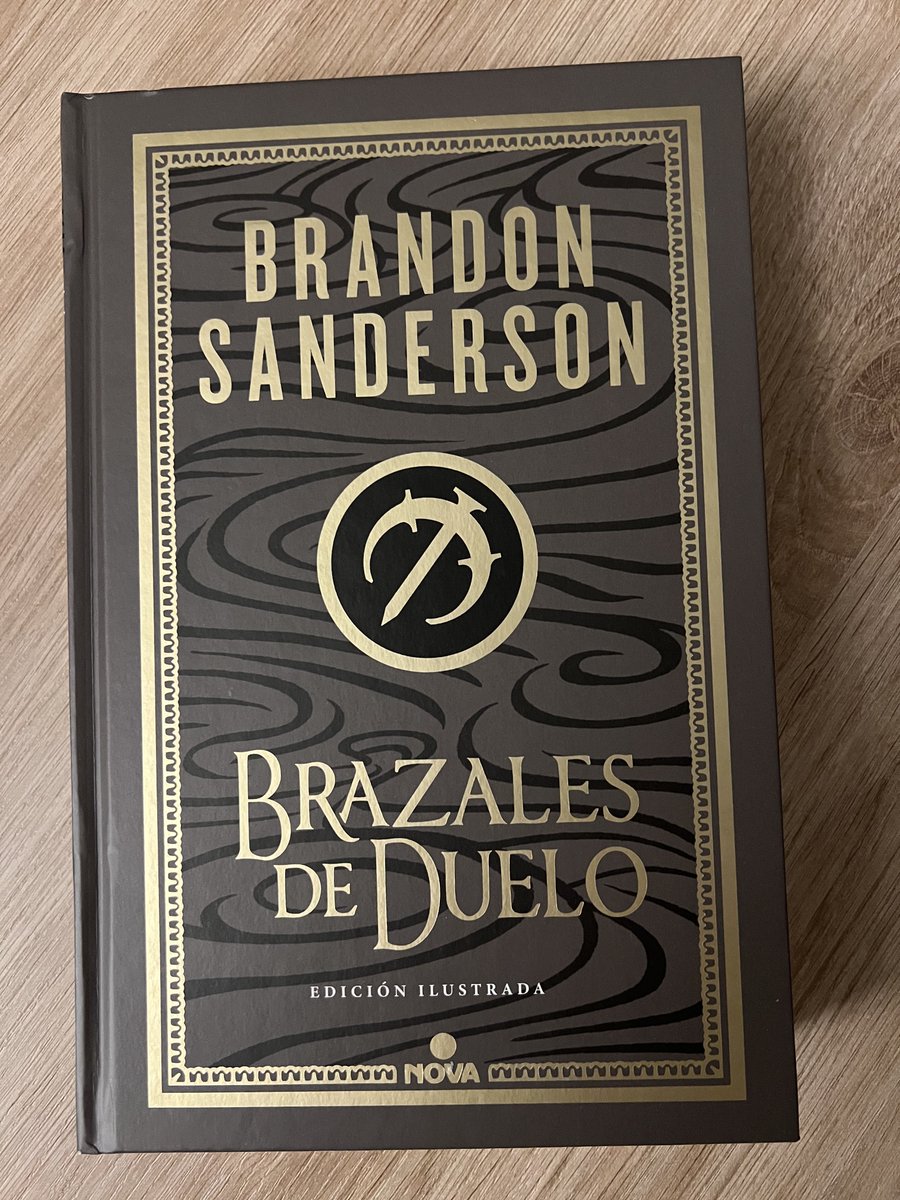 BRANDON
SANDERSON
BRAZALES
DE DUELO
EDICIÓN ILUSTRADA
NOVA